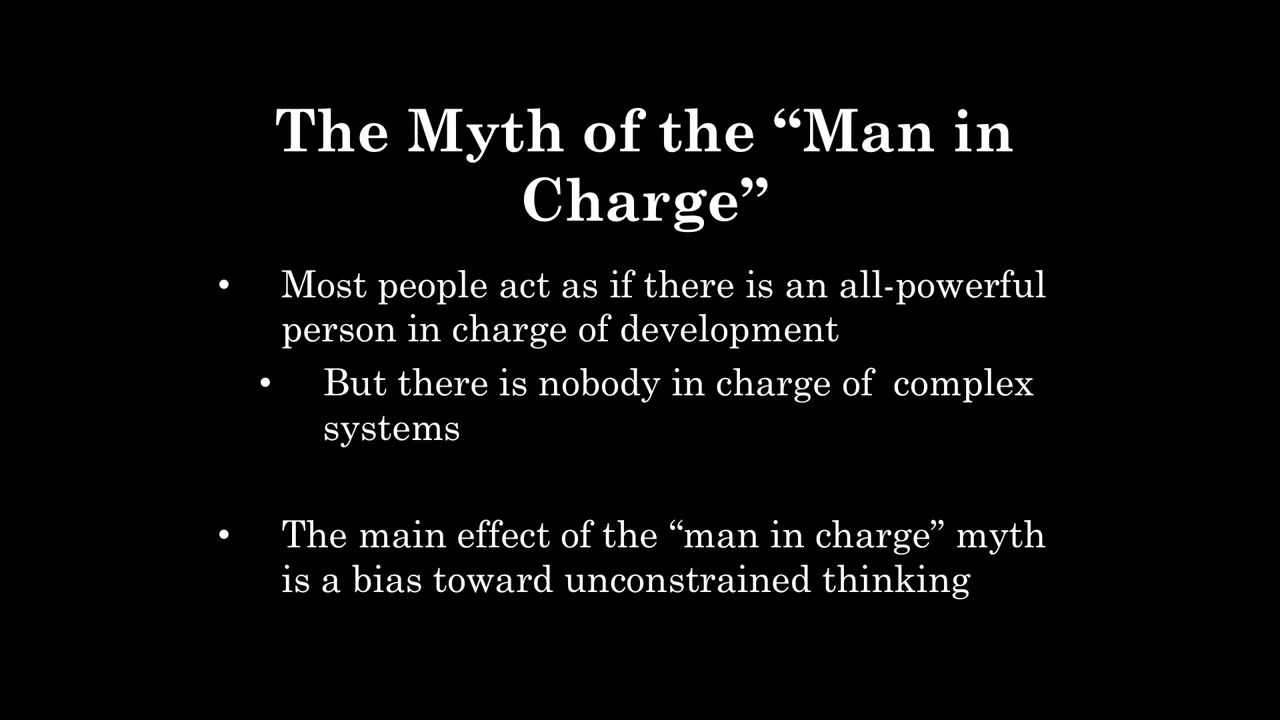 The Myth of the “Man in
Charge”
• Most people act as if there is an all-powerful
person in charge of development
• But there is nobody in charge of  complex
systems
• The main effect of the “man in charge” myth
is a bias toward unconstrained thinking